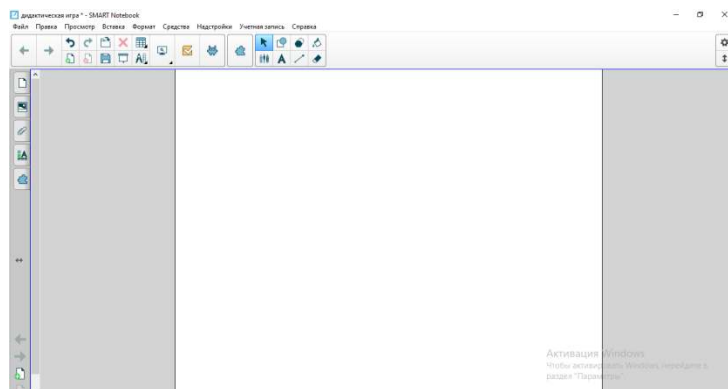 дидактическая игра * - SMART Notebook
Файл Правка Просмотр Вставка Формат Средства Надстройки Учетная запись Справка
Активация Windows
Чтобы активировать Windows, перейдите в
раздел "Параметры".